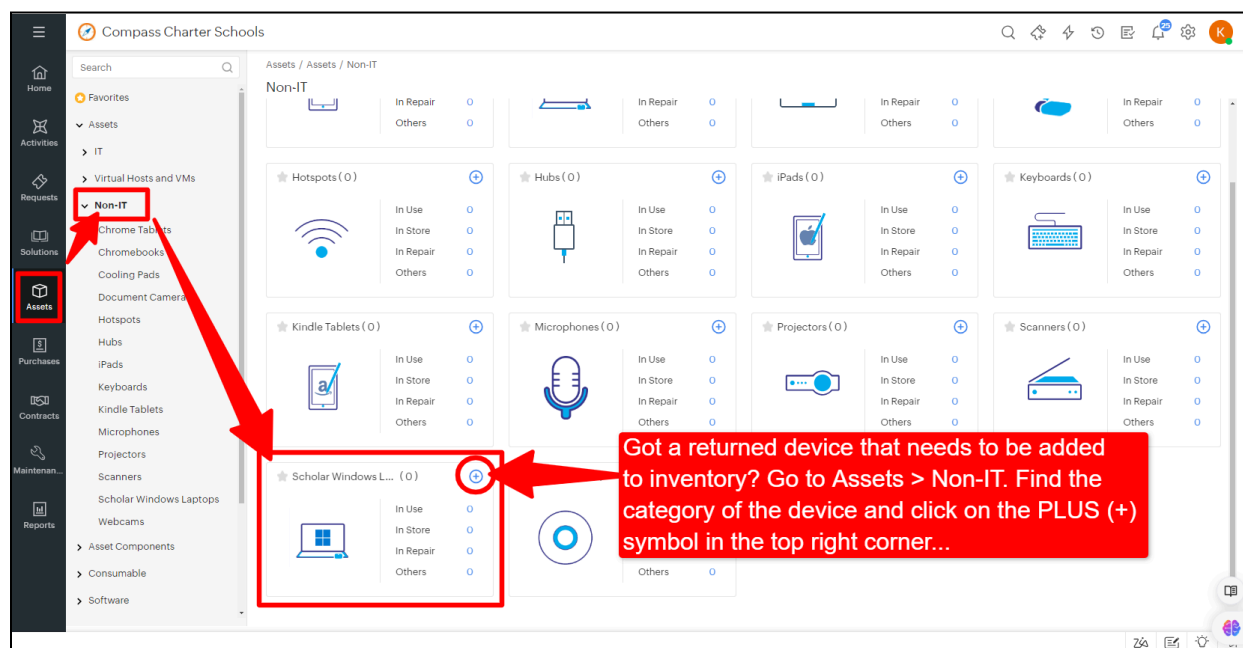 Compass Charter Schools
25
K
Home
Activities
Requests
Solutions
Assets
Purchases
Contracts
Maintenan...
Reports
Search
Favorites
Assets
IT
Virtual Hosts and VMs
Non-IT
Chrome Tablets
Chromebooks
Cooling Pads
Document Camera
Hotspots
Hubs
iPads
Keyboards
Kindle Tablets
Microphones
Projectors
Scanners
Scholar Windows Laptops
Webcams
Asset Components
Consumable
Software
Assets / Assets / Non-IT
Non-IT
In Repair 0
Others 0
In Repair 0
Others 0
In Repair 0
Others 0
In Repair 0
Others 0
Hotspots (0)
In Use 0
In Store 0
In Repair 0
Others 0
Hubs (0)
In Use 0
In Store 0
In Repair 0
Others 0
iPads (0)
In Use 0
In Store 0
In Repair 0
Others 0
Keyboards (0)
In Use 0
In Store 0
In Repair 0
Others 0
Kindle Tablets (0)
a
In Use 0
In Store 0
In Repair 0
Others 0
Microphones (0)
In Use 0
In Store 0
In Repair 0
Others 0
Projectors (0)
In Use 0
In Store 0
In Repair 0
Others 0
Scanners (0)
In Use 0
In Store 0
In Repair 0
Others 0
Scholar Windows L... (0)
In Use 0
In Store 0
In Repair 0
Others 0
Others 0
Got a returned device that needs to be added
to inventory? Go to Assets > Non-IT. Find the
category of the device and click on the PLUS (+)
symbol in the top right corner...